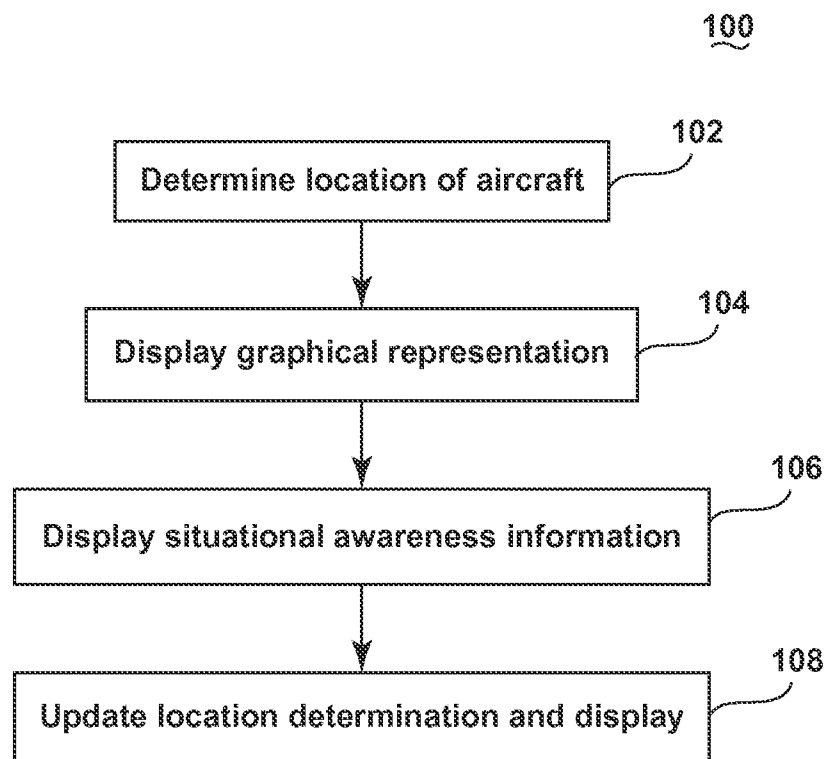 100
102
Determine location of aircraft
104
Display graphical representation
106
Display situational awareness information
108
Update location determination and display